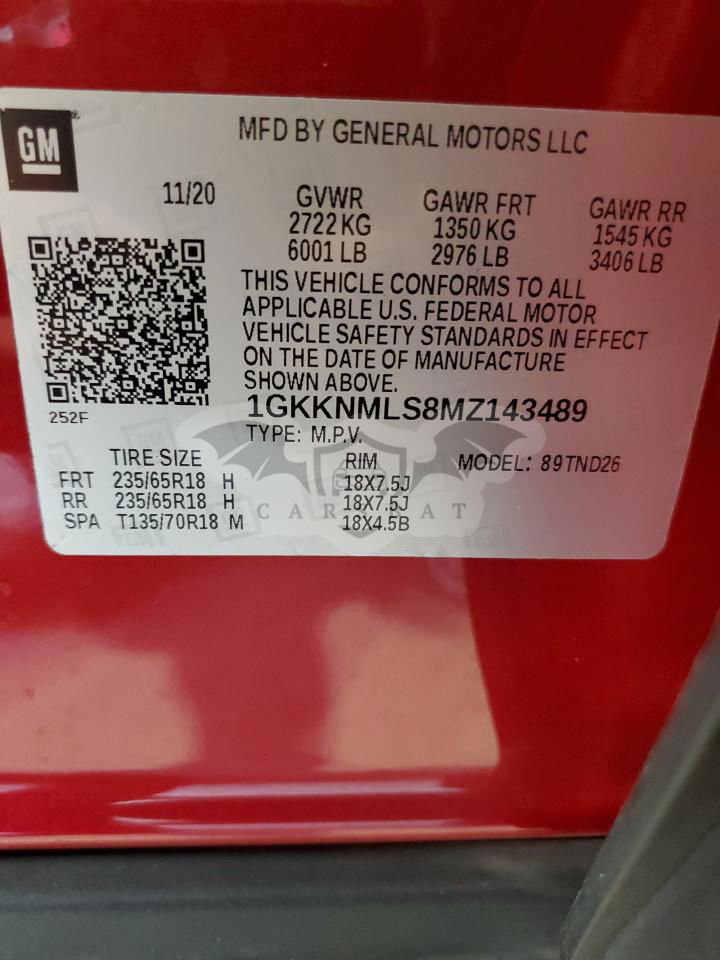 GM
MFD BY GENERAL MOTORS LLC
11/20 GVWR GAWR FRT GAWR RR
2722 KG 1350 KG 1545 KG
6001 LB 2976 LB 3406 LB
THIS VEHICLE CONFORMS TO ALL
APPLICABLE U.S. FEDERAL MOTOR
VEHICLE SAFETY STANDARDS IN EFFECT
ON THE DATE OF MANUFACTURE
SHOWN ABOVE.
252F
1GKKNMLS8MZ143489
TYPE: M.P.V.
MODEL: 89TND26
TIRE SIZE RIM
FRT 235/65R18 H 18X7.5J
RR 235/65R18 H 18X7.5J
SPA T135/70R18 M 18X4.5B